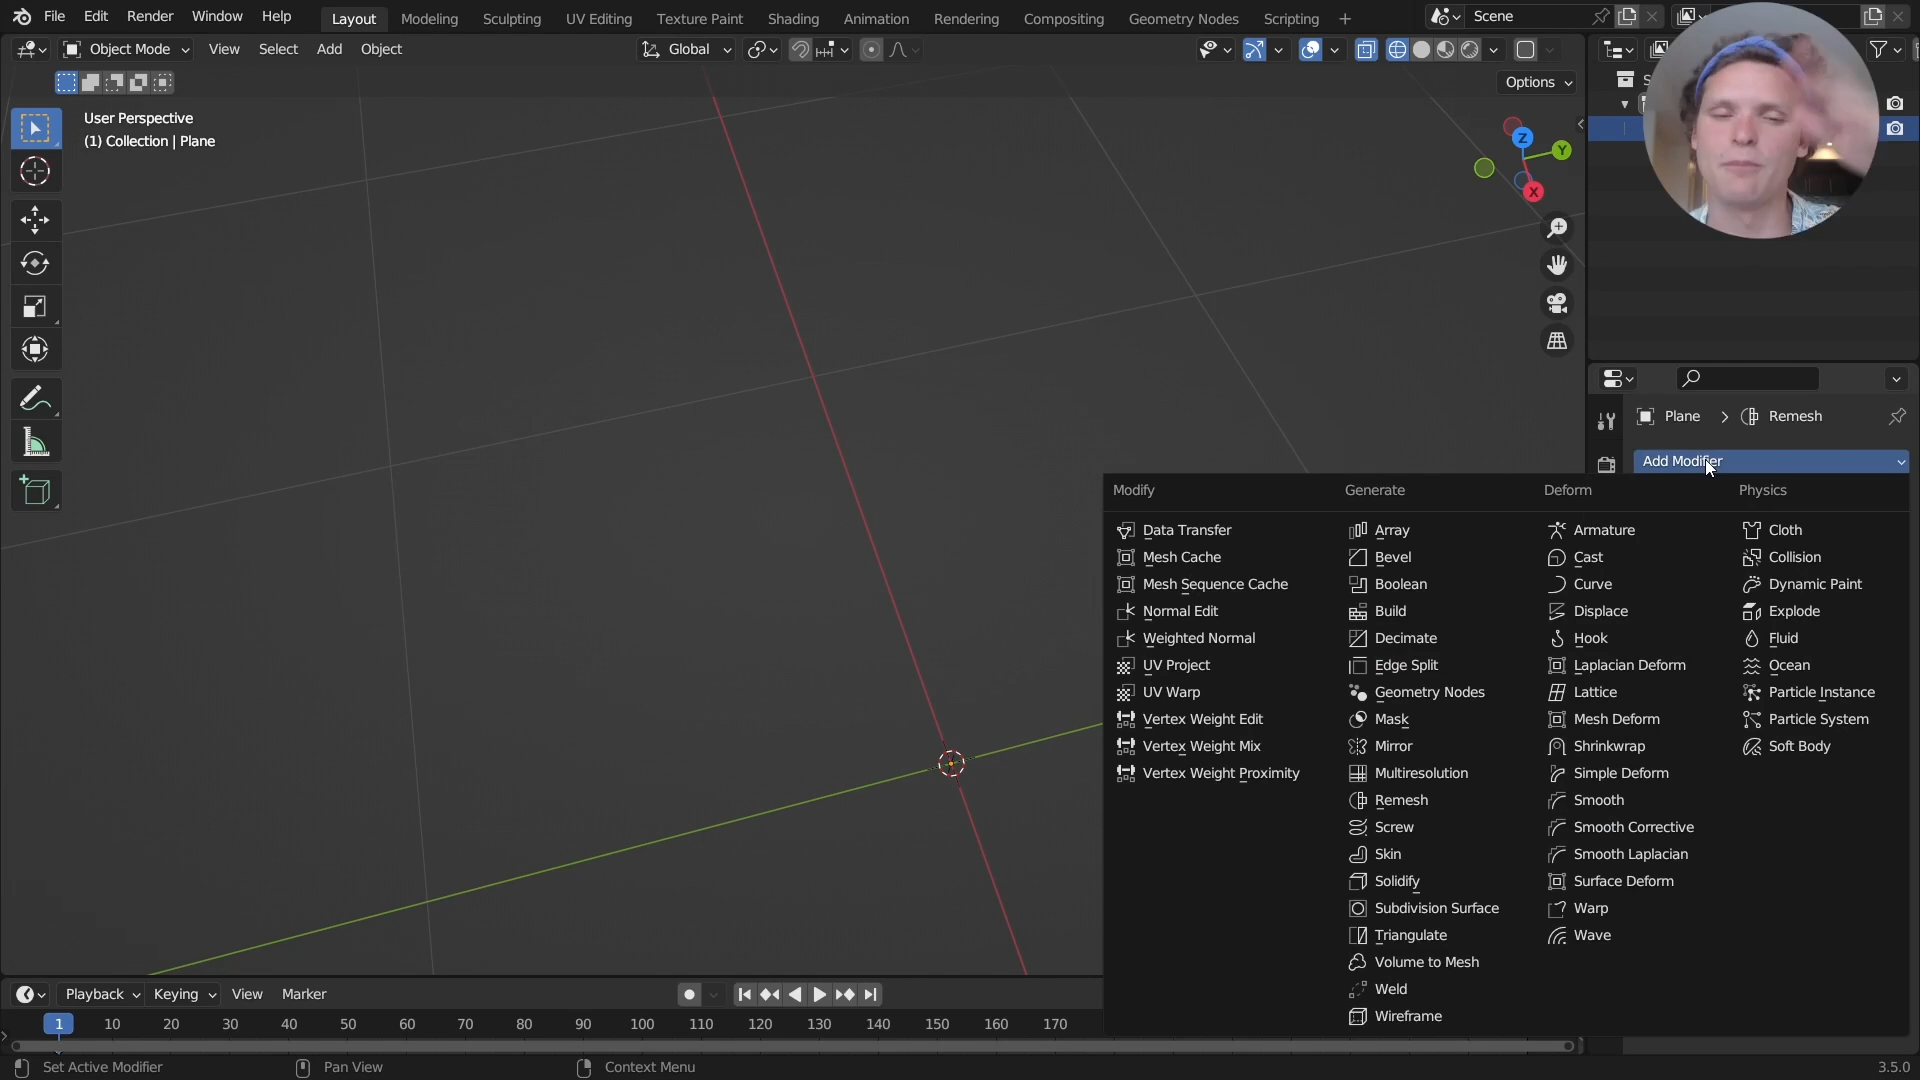 File Edit Render Window Help Layout Modeling Sculpting UV Editing Texture Paint Shading Animation Rendering Compositing Geometry Nodes Scripting + Scene
Object Mode View Select Add Object Global
Options
User Perspective
(1) Collection | Plane
Z
Y
X
Plane > Remesh
Add Modifier
Modify Generate Deform Physics
Data Transfer Array Armature Cloth
Mesh Cache Bevel Cast Collision
Mesh Sequence Cache Boolean Curve Dynamic Paint
Normal Edit Build Displace Explode
Weighted Normal Decimate Hook Fluid
UV Project Edge Split Laplacian Deform Ocean
UV Warp Geometry Nodes Lattice Particle Instance
Vertex Weight Edit Mask Mesh Deform Particle System
Vertex Weight Mix Mirror Shrinkwrap Soft Body
Vertex Weight Proximity Multiresolution Simple Deform
Remesh Smooth
Screw Smooth Corrective
Skin Smooth Laplacian
Solidify Surface Deform
Subdivision Surface Warp
Triangulate Wave
Volume to Mesh
Weld
Wireframe
Playback Keying View Marker
1 10 20 30 40 50 60 70 80 90 100 110 120 130 140 150 160 170
Set Active Modifier Pan View Context Menu 3.5.0